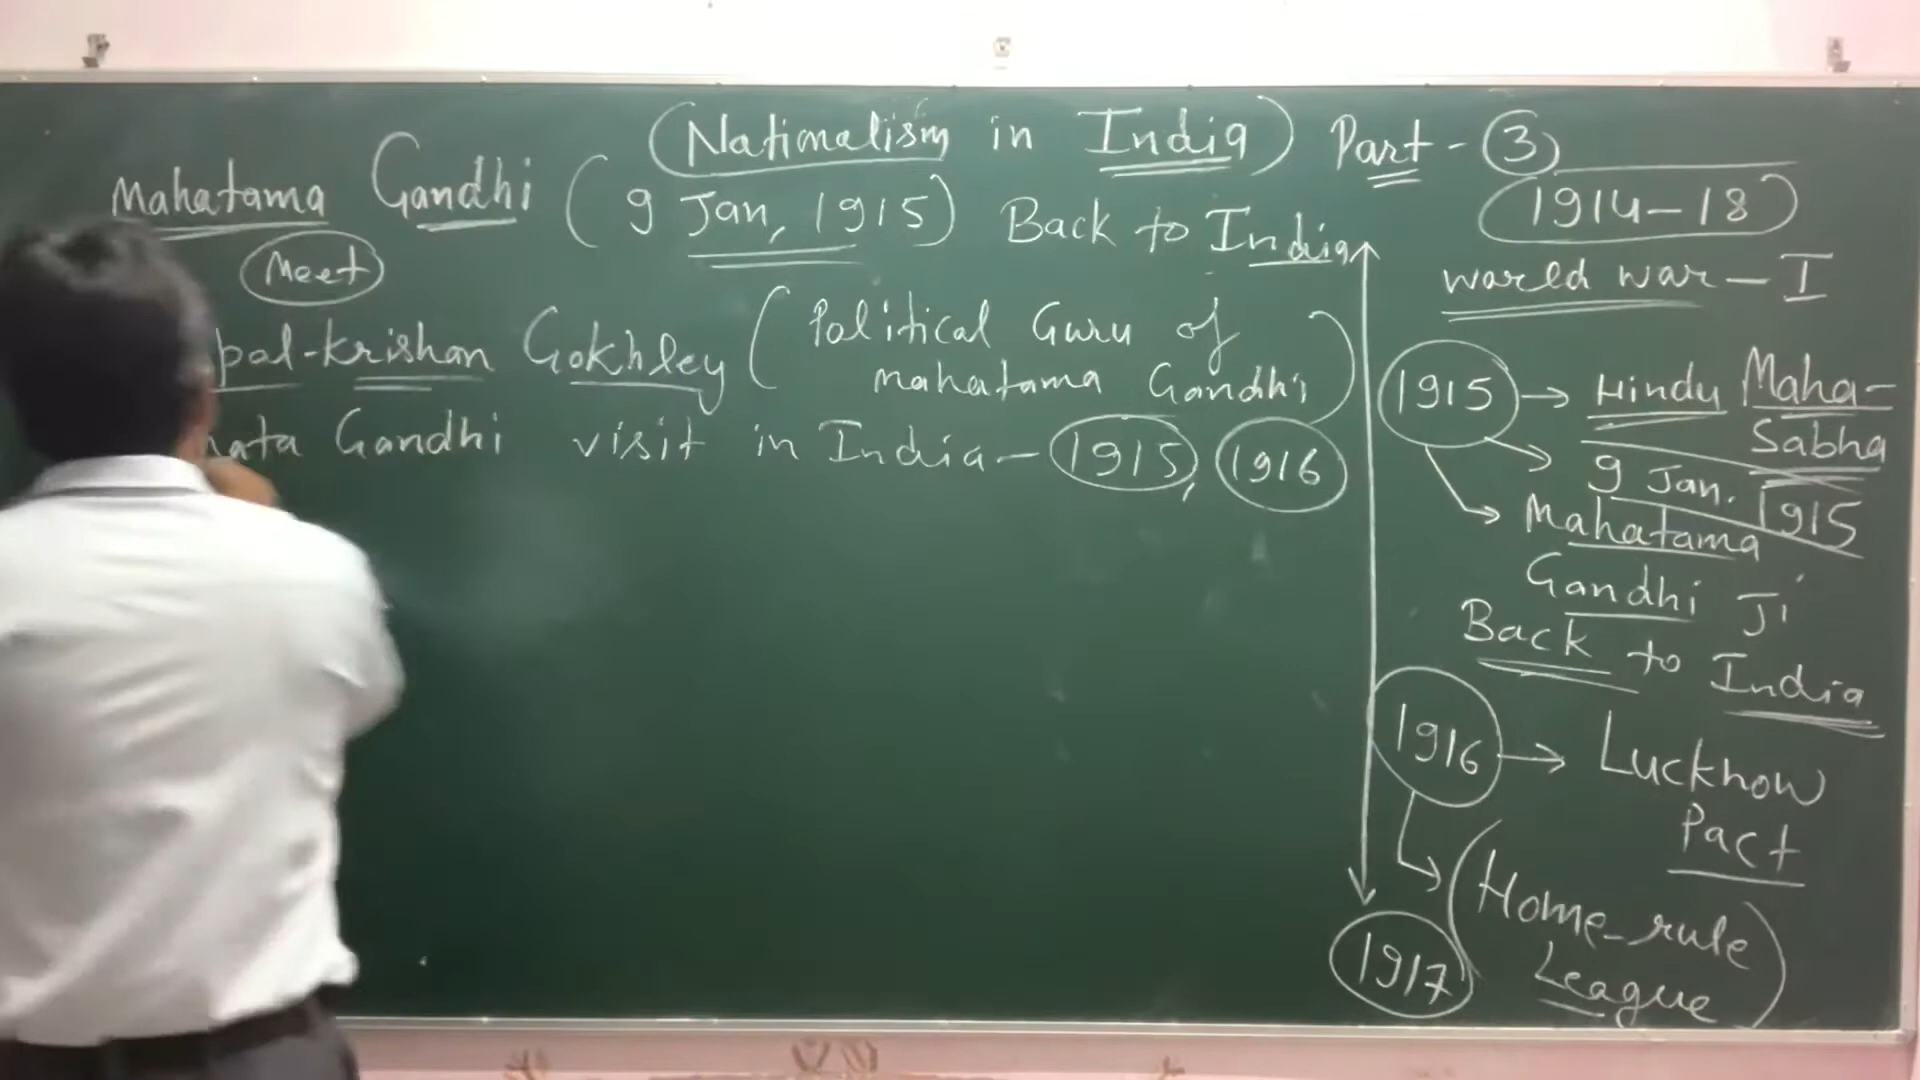 (Nationalism in India) Part - 3
Mahatama Gandhi (9 Jan, 1915) Back to India
Meet
pal-krishan Gokhley (Political Guru of
mahatama Gandhi)
Gandhi visit in India - 1915, 1916
1914-18
world war - I
1915 → Hindu Maha-
Sabha
→ 9 Jan. 1915
→ Mahatama
Gandhi Ji
Back to India
1916 → Lucknow
Pact
→ (Home-rule
League)
1917